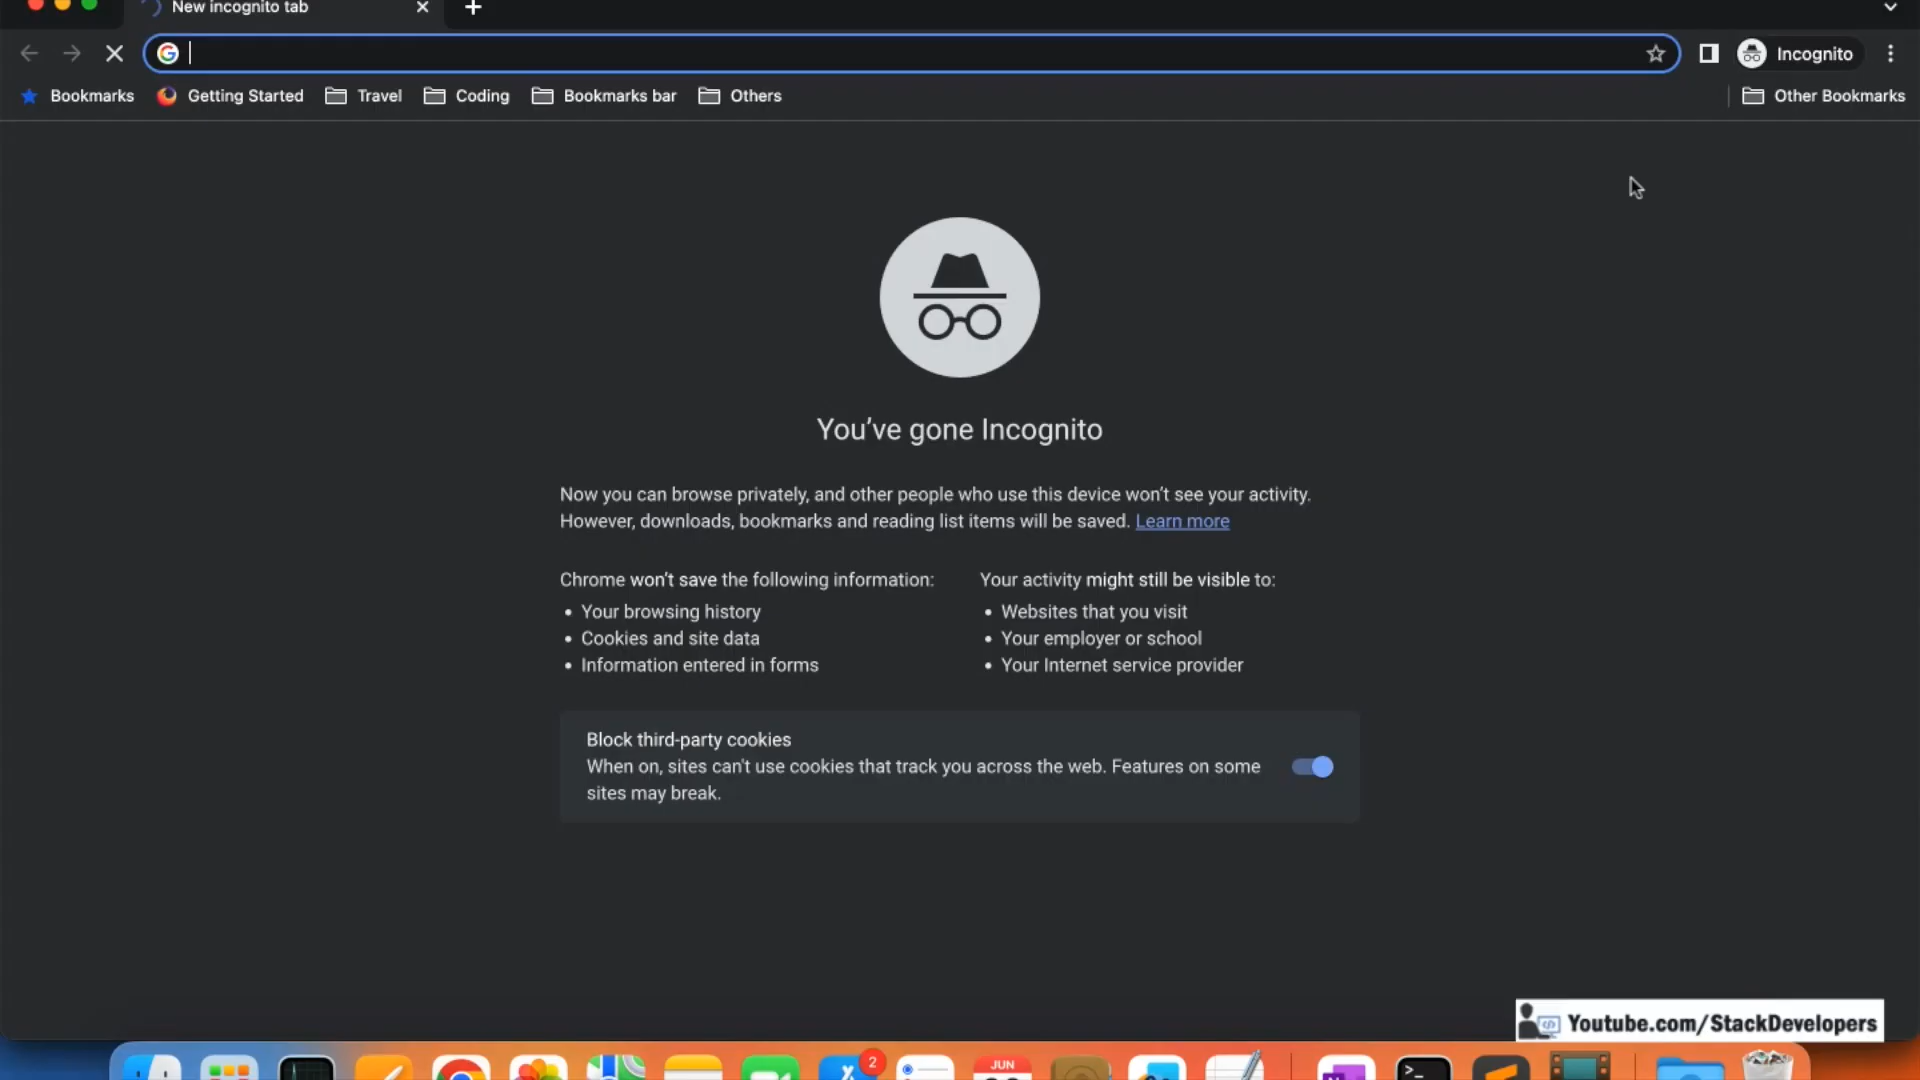 New incognito tab
Incognito
Bookmarks
Getting Started
Travel
Coding
Bookmarks bar
Others
Other Bookmarks
You’ve gone Incognito
Now you can browse privately, and other people who use this device won’t see your activity.
However, downloads, bookmarks and reading list items will be saved. Learn more
Chrome won’t save the following information:
• Your browsing history
• Cookies and site data
• Information entered in forms
Your activity might still be visible to:
• Websites that you visit
• Your employer or school
• Your Internet service provider
Block third-party cookies
When on, sites can't use cookies that track you across the web. Features on some
sites may break.
Youtube.com/StackDevelopers
2
JUN